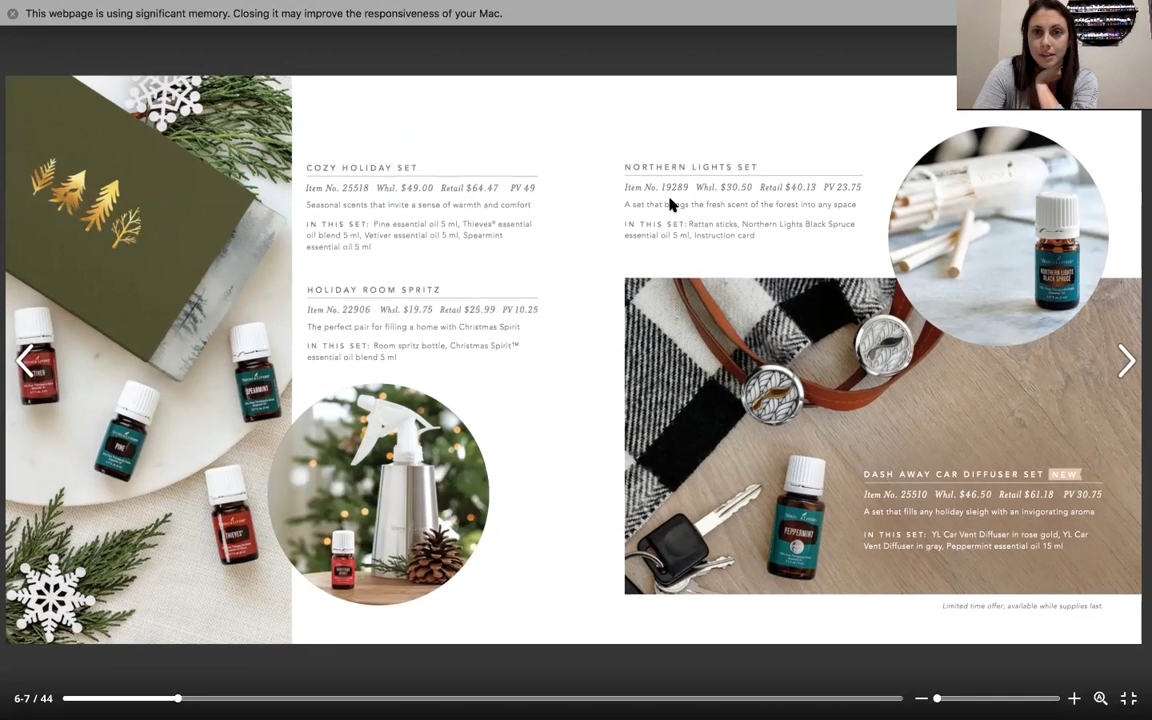 This webpage is using significant memory. Closing it may improve the responsiveness of your Mac.
COZY HOLIDAY SET
Item No. 25518 Whsl. $49.00 Retail $64.47 PV 49
Seasonal scents that invite a sense of warmth and comfort
IN THIS SET: Pine essential oil 5 ml, Thieves® essential
oil blend 5 ml, Vetiver essential oil 5 ml, Spearmint
essential oil 5 ml
HOLIDAY ROOM SPRITZ
Item No. 22906 Whsl. $19.75 Retail $25.99 PV 10.25
The perfect pair for filling a home with Christmas Spirit
IN THIS SET: Room spritz bottle, Christmas Spirit™
essential oil blend 5 ml
NORTHERN LIGHTS SET
Item No. 19289 Whsl. $30.50 Retail $40.13 PV 23.75
A set that b gs the fresh scent of the forest into any space
IN THIS SET: Rattan sticks, Northern Lights Black Spruce
essential oil 5 ml, Instruction card
NORTHERN LIGHTS
BLACK SPRUCE
VETIVER
SPEARMINT
PINE
THIEVES®
PEPPERMINT
DASH AWAY CAR DIFFUSER SET NEW
Item No. 25510 Whsl. $46.50 Retail $61.18 PV 30.75
A set that fills any holiday sleigh with an invigorating aroma
IN THIS SET: YL Car Vent Diffuser in rose gold, YL Car
Vent Diffuser in gray, Peppermint essential oil 15 ml
Limited time offer; available while supplies last.
6-7 / 44